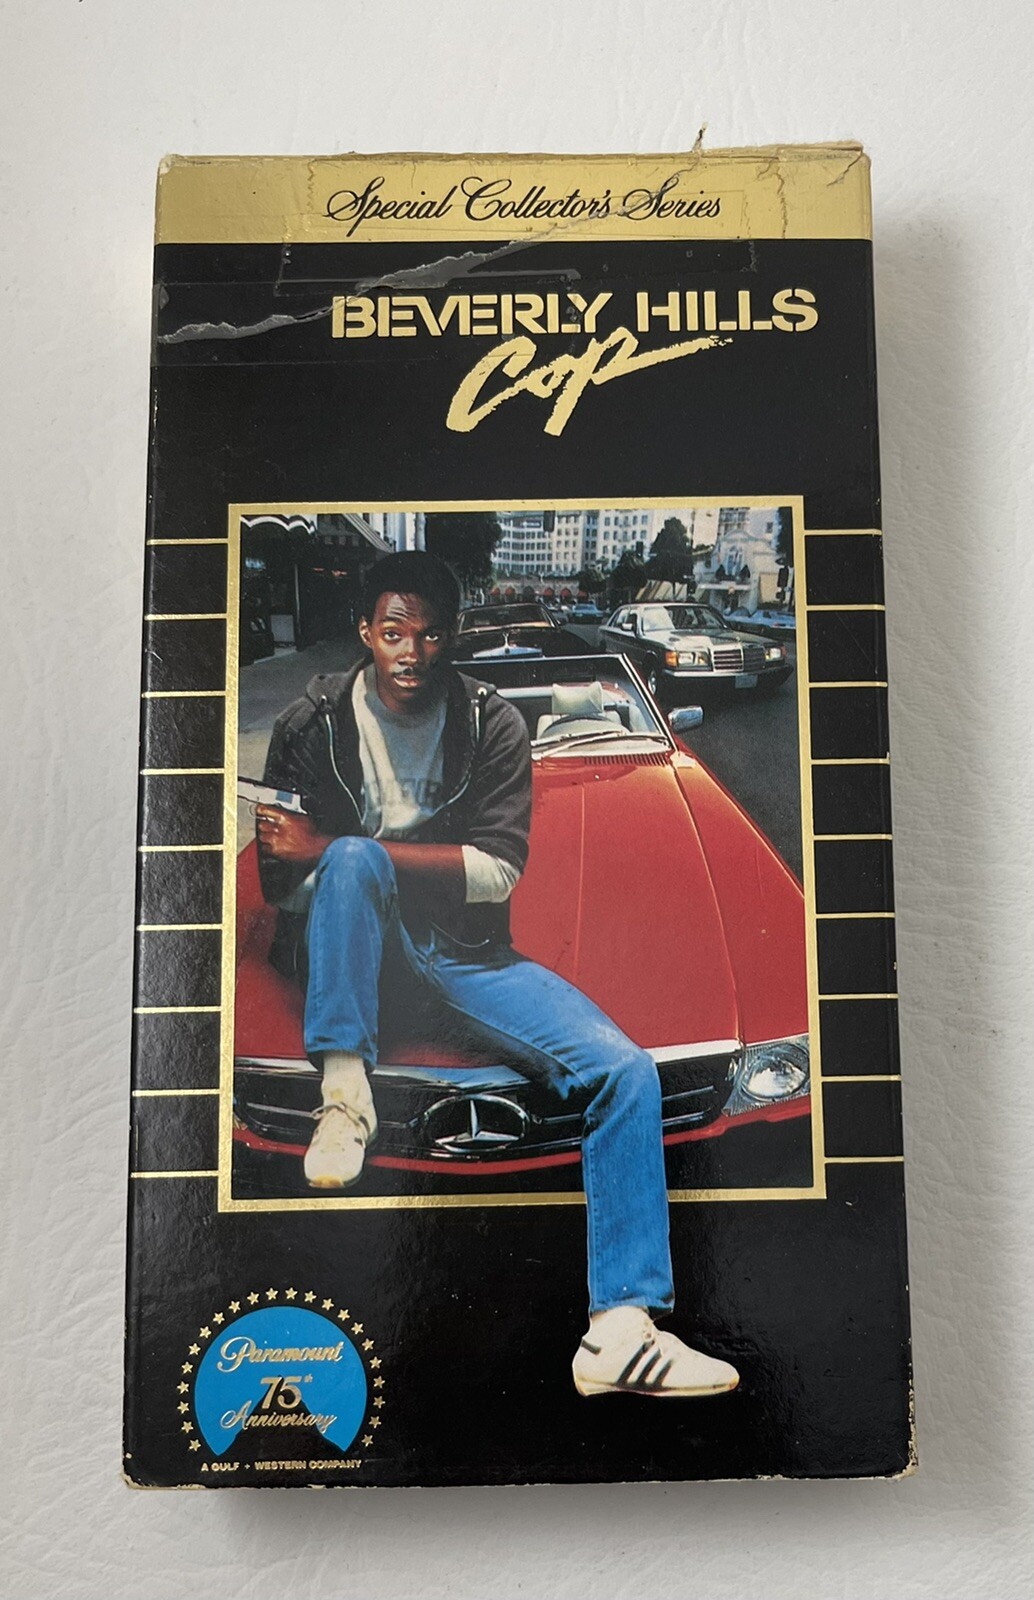 Special Collector's Series
BEVERLY HILLS
Cop
Paramount
75th
Anniversary
A GULF + WESTERN COMPANY